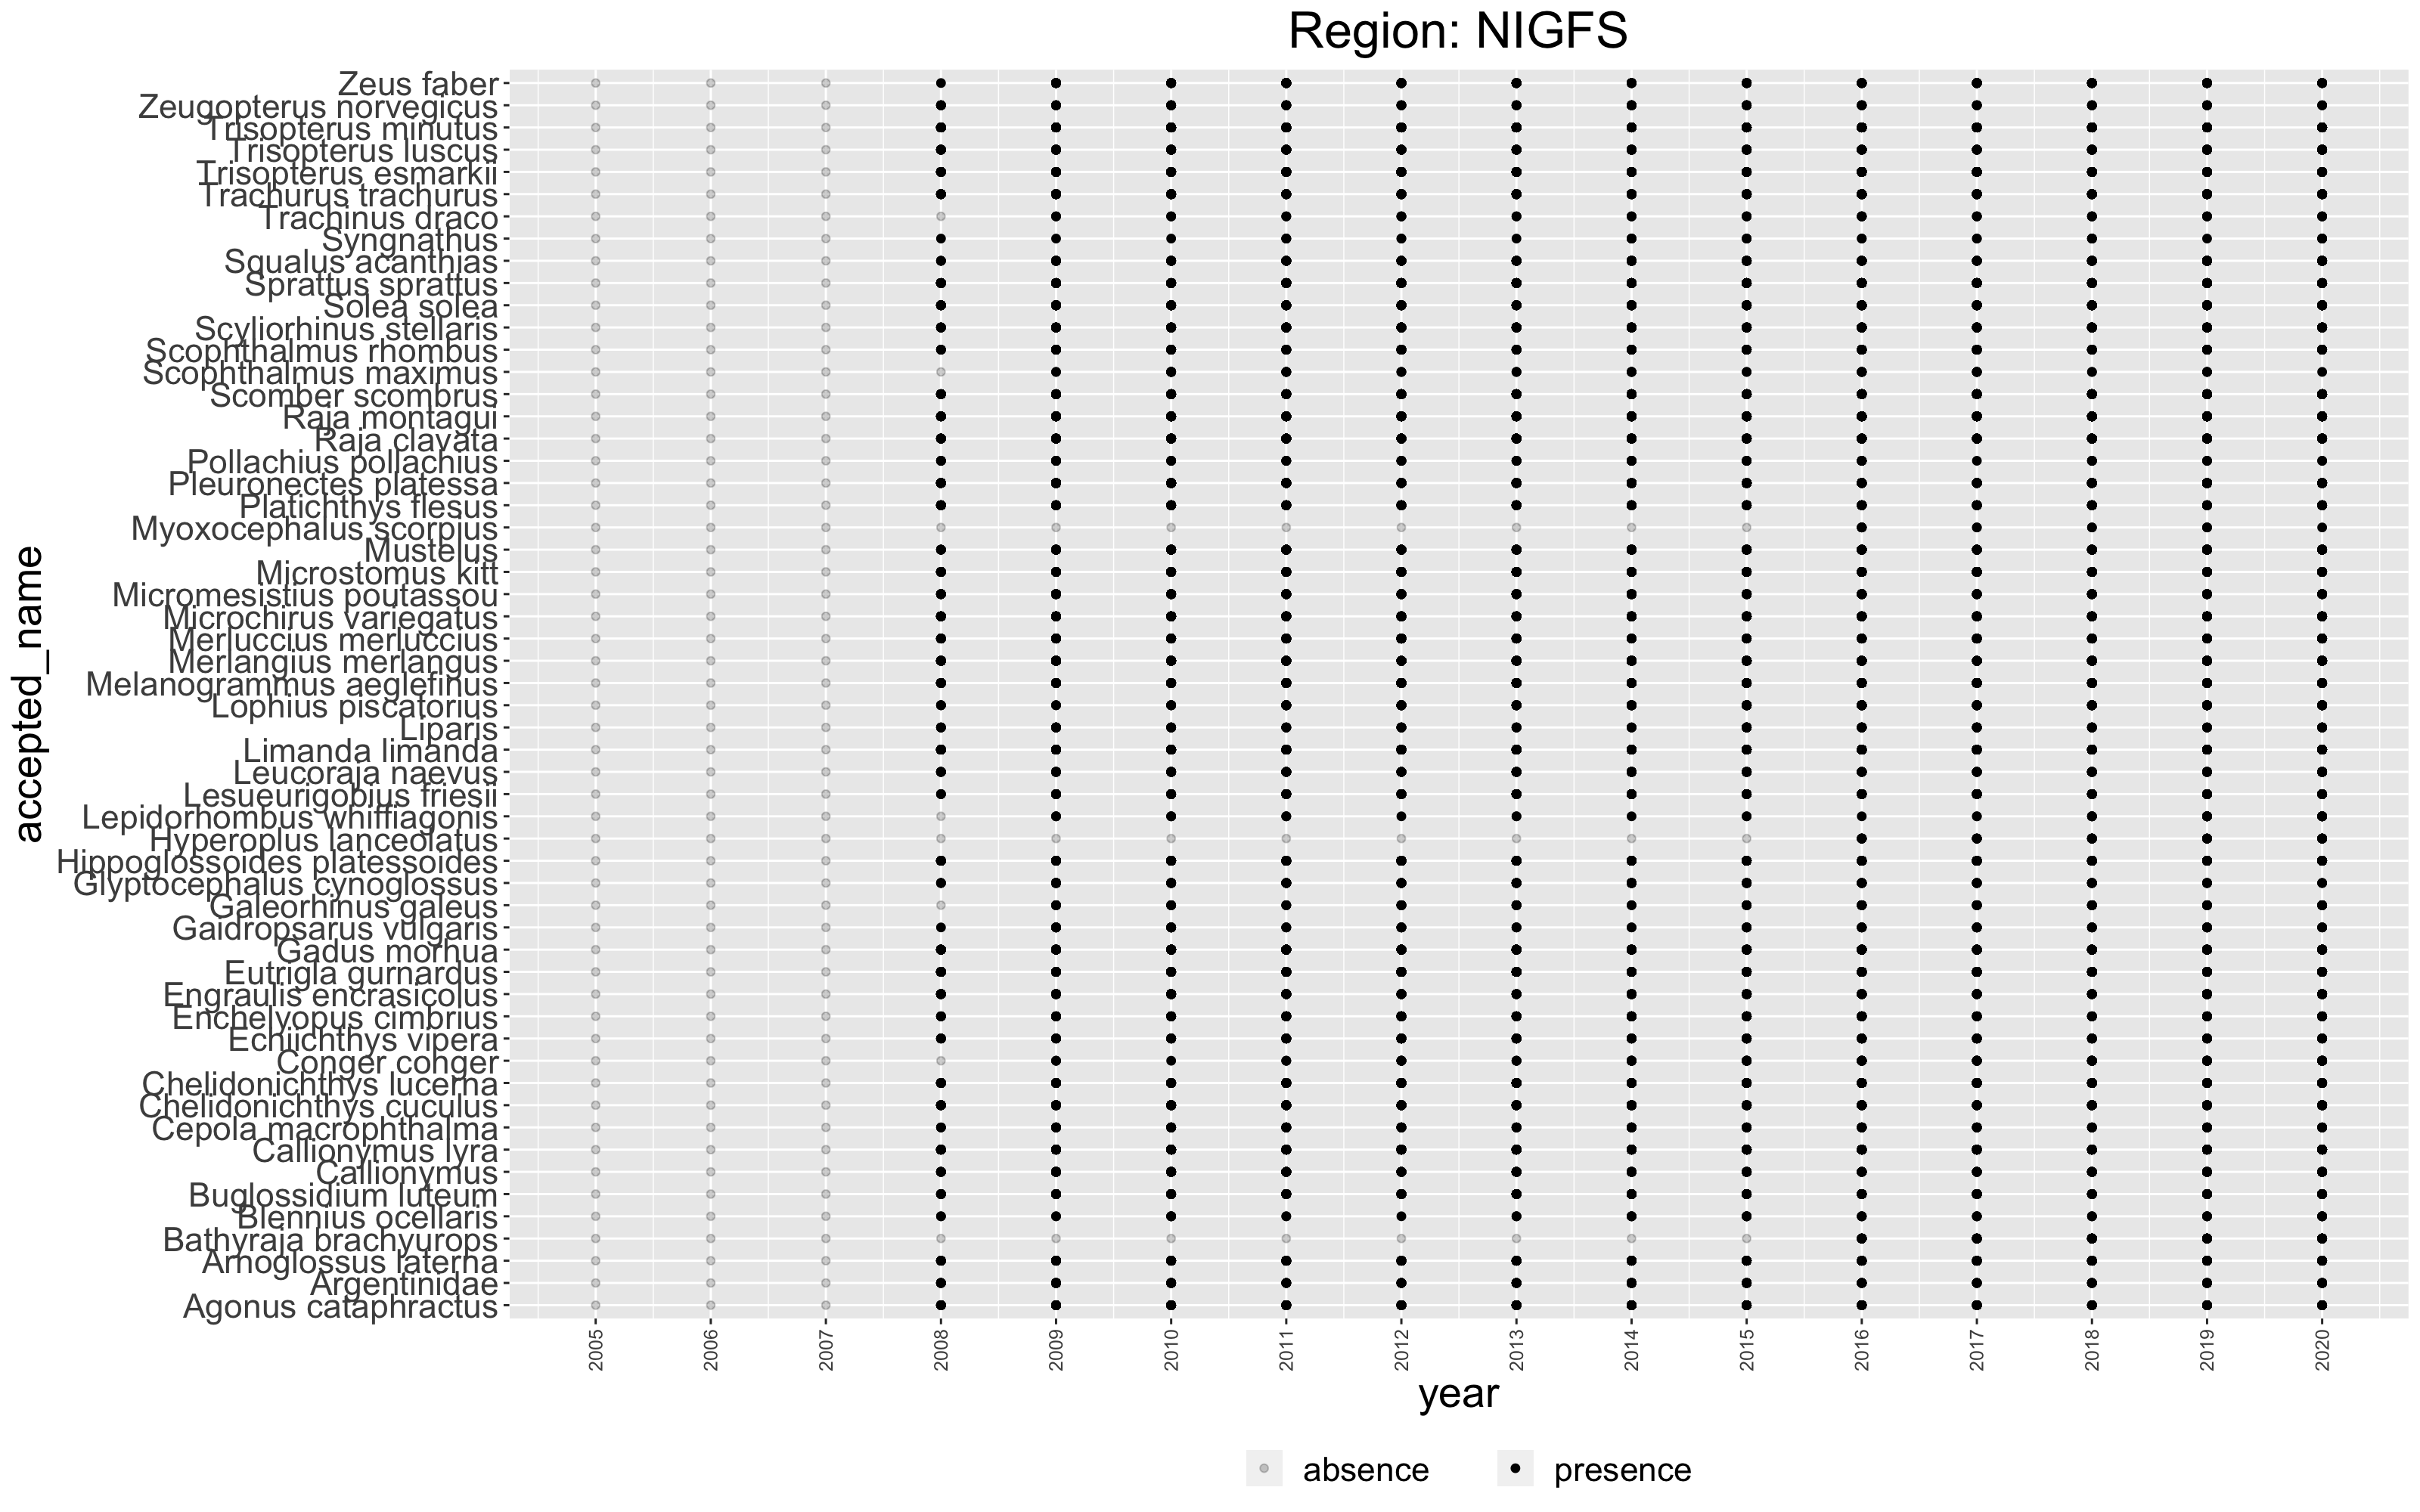 Region: NIGFS
accepted_name
Zeus faber
Zeugopterus norvegicus
Trisopterus minutus
Trisopterus luscus
Trisopterus esmarkii
Trachurus trachurus
Trachinus draco
Syngnathus
Squalus acanthias
Sprattus sprattus
Solea solea
Scyliorhinus stellaris
Scophthalmus rhombus
Scophthalmus maximus
Scomber scombrus
Raja montagui
Raja clavata
Pollachius pollachius
Pleuronectes platessa
Platichthys flesus
Myoxocephalus scorpius
Mustelus
Microstomus kitt
Micromesistius poutassou
Microchirus variegatus
Merluccius merluccius
Merlangius merlangus
Melanogrammus aeglefinus
Lophius piscatorius
Liparis
Limanda limanda
Leucoraja naevus
Lesueurigobius friesii
Lepidorhombus whiffiagonis
Hyperoplus lanceolatus
Hippoglossoides platessoides
Glyptocephalus cynoglossus
Galeorhinus galeus
Gaidropsarus vulgaris
Gadus morhua
Eutrigla gurnardus
Engraulis encrasicolus
Enchelyopus cimbrius
Echiichthys vipera
Conger conger
Chelidonichthys lucerna
Chelidonichthys cuculus
Cepola macrophthalma
Callionymus lyra
Callionymus
Buglossidium luteum
Blennius ocellaris
Bathyraja brachyurops
Arnoglossus laterna
Argentinidae
Agonus cataphractus
2005 2006 2007 2008 2009 2010 2011 2012 2013 2014 2015 2016 2017 2018 2019 2020
year
absence presence